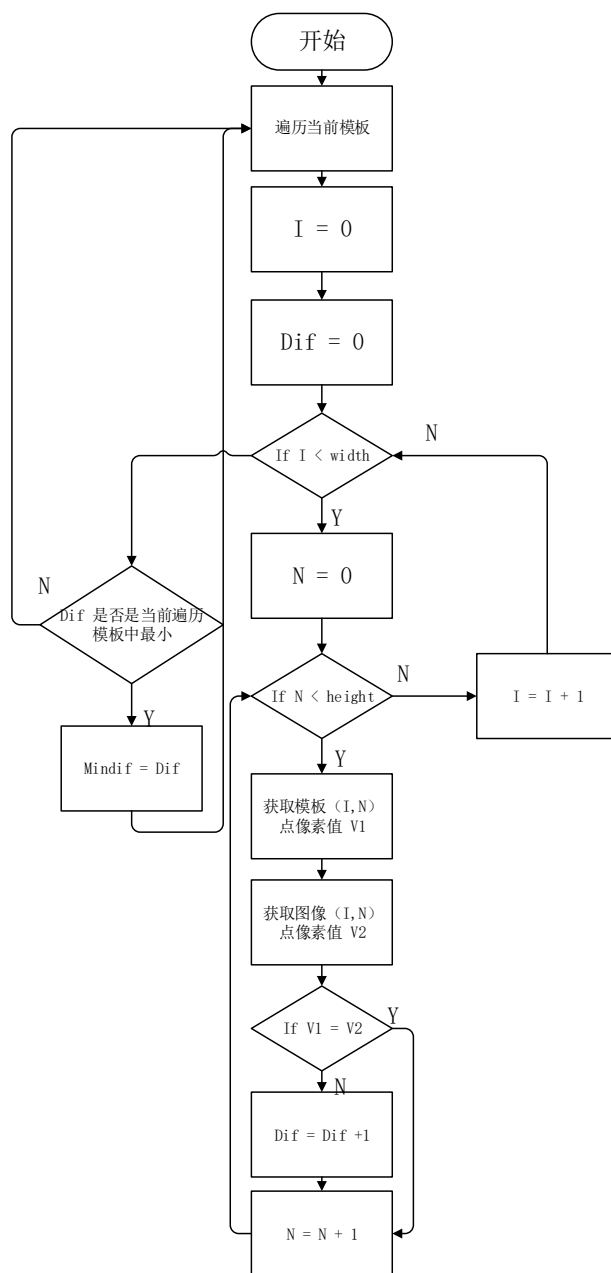 开始
遍历当前模板
I = 0
Dif = 0
N
If I < width
Y
N = 0
N
Dif 是否是当前遍历
模板中最小
N
If N < height
I = I + 1
Y
Y
Mindif = Dif
获取模板（I,N）
点像素值 V1
获取图像（I,N）
点像素值 V2
Y
If V1 = V2
N
Dif = Dif +1
N = N + 1